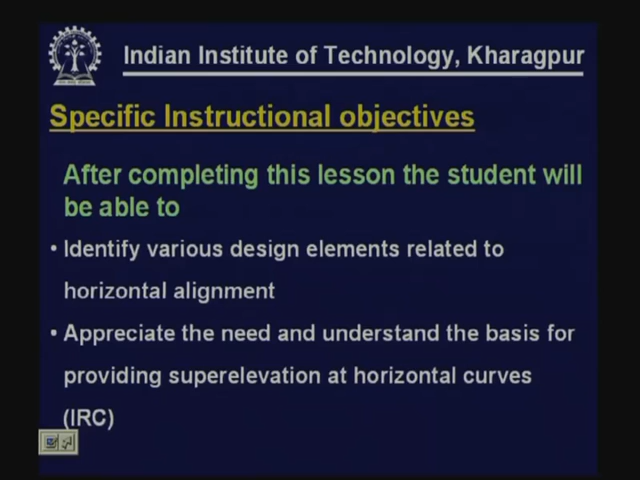 Indian Institute of Technology, Kharagpur
Specific Instructional objectives
After completing this lesson the student will
be able to
• Identify various design elements related to
horizontal alignment
• Appreciate the need and understand the basis for
providing superelevation at horizontal curves
(IRC)